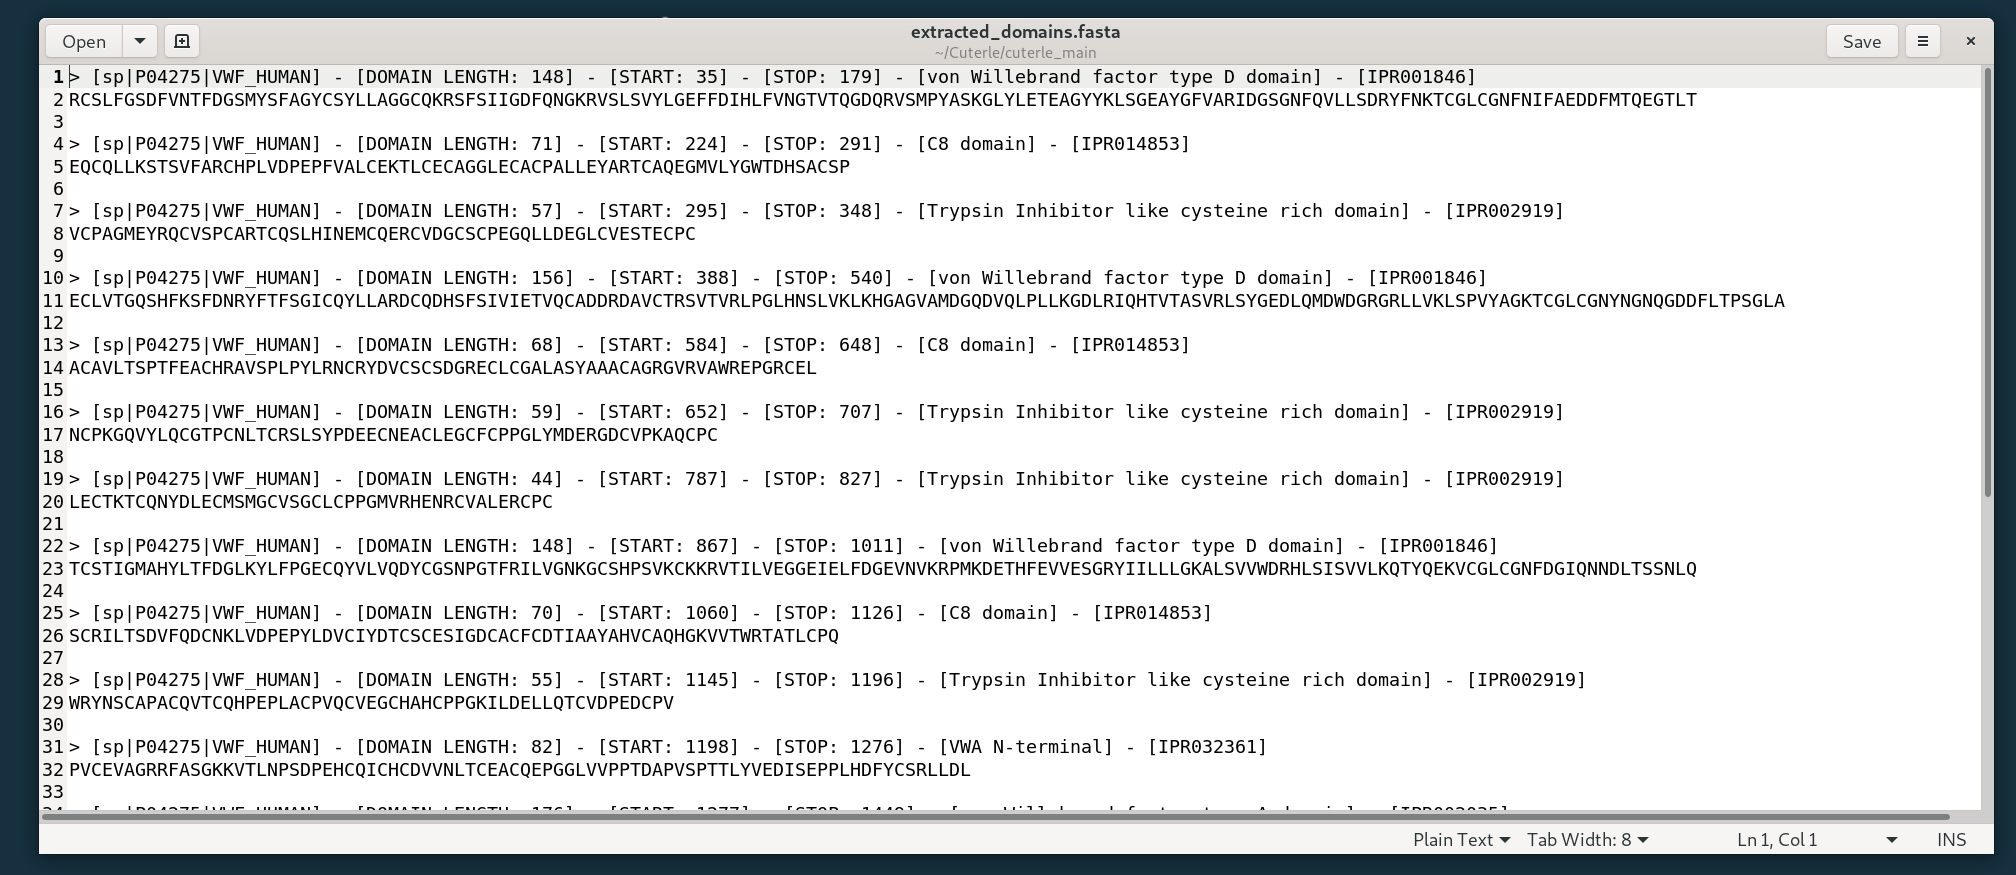 Open
extracted_domains.fasta
~/Cuterle/cuterle_main
Save
1 > [sp|P04275|VWF_HUMAN] - [DOMAIN LENGTH: 148] - [START: 35] - [STOP: 179] - [von Willebrand factor type D domain] - [IPR001846]
2 RCSLFGSDFVNTFDGSMYSFAGYCSYLLAGGCQKRSFSIIGDFQNGKRVSLSVYLGEFFDIHLFVNGTVTQGDQRVSMPYASKGLYLETEAGYYKLSGEAYGFVARIDGSGNFQVLLSDRYFNKTCGLCGNFNIFAEDDFMTQEGTLT
3
4 > [sp|P04275|VWF_HUMAN] - [DOMAIN LENGTH: 71] - [START: 224] - [STOP: 291] - [C8 domain] - [IPR014853]
5 EQCQLLKSTSVFARCHPLVDPEPFVALCEKTLCECAGGLECACPALLEYARTCAQEGMVLYGWTDHSACSP
6
7 > [sp|P04275|VWF_HUMAN] - [DOMAIN LENGTH: 57] - [START: 295] - [STOP: 348] - [Trypsin Inhibitor like cysteine rich domain] - [IPR002919]
8 VCPAGMEYRQCVSPCARTCQSLHINEMCQERCVDGCSCPEGQLLDEGLCVESTECPC
9
10 > [sp|P04275|VWF_HUMAN] - [DOMAIN LENGTH: 156] - [START: 388] - [STOP: 540] - [von Willebrand factor type D domain] - [IPR001846]
11 ECLVTGQSHFKSFDNRYFTFSGICQYLLARDCQDHSFSIVIETVQCADDRDAVCTRSVTVRLPGLHNSLVKLKHGAGVAMDGQDVQLPLLKGDLRIQHTVTASVRLSYGEDLQMDWDGRGRLLVKLSPVYAGKTCGLCGNYNGNQGDDFLTPSGLA
12
13 > [sp|P04275|VWF_HUMAN] - [DOMAIN LENGTH: 68] - [START: 584] - [STOP: 648] - [C8 domain] - [IPR014853]
14 ACAVLTSPTFEACHRAVSPLPYLRNCRYDVCSCSDGRECLCGALASYAAACAGRGVRVAWREPGRCEL
15
16 > [sp|P04275|VWF_HUMAN] - [DOMAIN LENGTH: 59] - [START: 652] - [STOP: 707] - [Trypsin Inhibitor like cysteine rich domain] - [IPR002919]
17 NCPKGQVYLQCGTPCNLTCRSLSYPDEECNEACLEGCFCPPGLYMDERGDCVPKAQCPC
18
19 > [sp|P04275|VWF_HUMAN] - [DOMAIN LENGTH: 44] - [START: 787] - [STOP: 827] - [Trypsin Inhibitor like cysteine rich domain] - [IPR002919]
20 LECTKTCQNYDLECMSMGCVSGCLCPPGMVRHENRCVALERCPC
21
22 > [sp|P04275|VWF_HUMAN] - [DOMAIN LENGTH: 148] - [START: 867] - [STOP: 1011] - [von Willebrand factor type D domain] - [IPR001846]
23 TCSTIGMAHYLTFDGLKYLFPGECQYVLVQDYCGSNPGTFRILVGNKGCSHPSVKCKKRVTILVEGGEIELFDGEVNVKRPMKDETHFEVVESGRYIILLLGKALSVVWDRHLSISVVLKQTYQEKVCGLCGNFDGIQNNDLTSSNLQ
24
25 > [sp|P04275|VWF_HUMAN] - [DOMAIN LENGTH: 70] - [START: 1060] - [STOP: 1126] - [C8 domain] - [IPR014853]
26 SCRILTSDVFQDCNKLVDPEPYLDVCIYDTCSCESIGDCACFCDTIAAYAHVCAQHGKVVTWRTATLCPQ
27
28 > [sp|P04275|VWF_HUMAN] - [DOMAIN LENGTH: 55] - [START: 1145] - [STOP: 1196] - [Trypsin Inhibitor like cysteine rich domain] - [IPR002919]
29 WRYNSCAPACQVTCQHPEPLACPVQCVEGCHAHCPPGKILDELLQTCVDPEDCPV
30
31 > [sp|P04275|VWF_HUMAN] - [DOMAIN LENGTH: 82] - [START: 1198] - [STOP: 1276] - [VWA N-terminal] - [IPR032361]
32 PVCEVAGRRFASGKKVTLNPSDPEHCQICHCDVVNLTCEACQEPGGLVVPPTDAPVSPTTLYVEDISEPPLHDFYCSRLLDL
33
Plain Text
Tab Width: 8
Ln 1, Col 1
INS